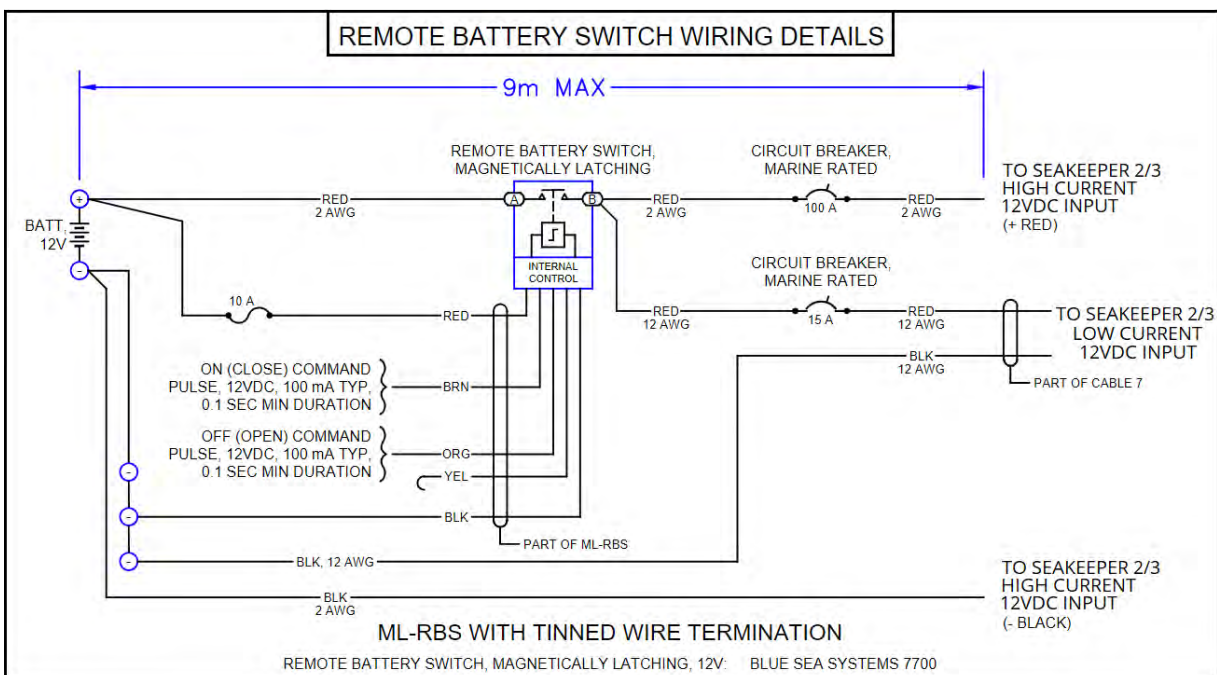 REMOTE BATTERY SWITCH WIRING DETAILS
9m MAX
REMOTE BATTERY SWITCH,
MAGNETICALLY LATCHING
CIRCUIT BREAKER,
MARINE RATED
TO SEAKEEPER 2/3
HIGH CURRENT
12VDC INPUT
(+ RED)
+
RED
2 AWG
A
B
RED
2 AWG
100 A
RED
2 AWG
BATT,
12V
-
INTERNAL
CONTROL
CIRCUIT BREAKER,
MARINE RATED
10 A
RED
RED
12 AWG
15 A
RED
12 AWG
TO SEAKEEPER 2/3
LOW CURRENT
12VDC INPUT
BLK
12 AWG
PART OF CABLE 7
ON (CLOSE) COMMAND
PULSE, 12VDC, 100 mA TYP,
0.1 SEC MIN DURATION
BRN
OFF (OPEN) COMMAND
PULSE, 12VDC, 100 mA TYP,
0.1 SEC MIN DURATION
ORG
YEL
-
-
BLK
PART OF ML-RBS
-
BLK, 12 AWG
BLK
2 AWG
TO SEAKEEPER 2/3
HIGH CURRENT
12VDC INPUT
(- BLACK)
ML-RBS WITH TINNED WIRE TERMINATION
REMOTE BATTERY SWITCH, MAGNETICALLY LATCHING, 12V: BLUE SEA SYSTEMS 7700